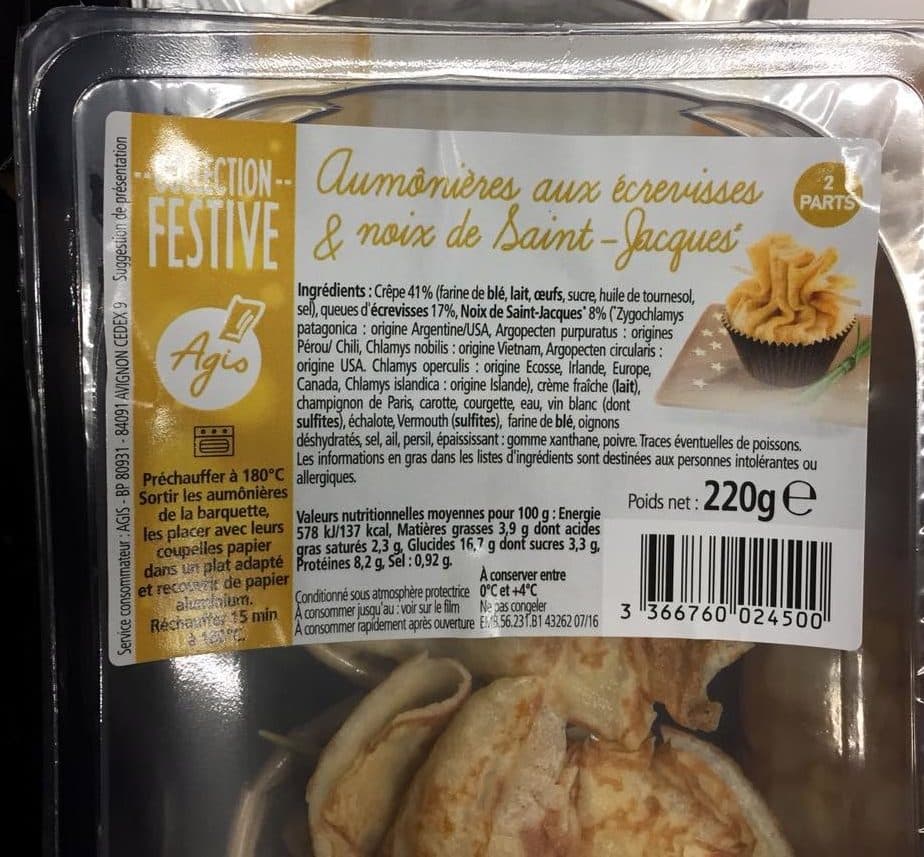 Service consommateur : AGIS - BP 80931 - 84091 AVIGNON CEDEX 9 Suggestion de présentation
COLLECTION
FESTIVE
Agis
Préchauffer à 180°C
Sortir les aumônières
de la barquette,
les placer avec leurs
coupelles papier
dans un plat adapté
et recouvrir de papier
aluminium.
Réchauffer 15 min
à 180°C.
Aumônières aux écrevisses
& noix de Saint-Jacques*
2
PARTS
Ingrédients : Crêpe 41% (farine de blé, lait, œufs, sucre, huile de tournesol,
sel), queues d'écrevisses 17%, Noix de Saint-Jacques* 8% (*Zygochlamys
patagonica : origine Argentine/USA, Argopecten purpuratus : origines
Pérou/ Chili, Chlamys nobilis : origine Vietnam, Argopecten circularis :
origine USA. Chlamys operculis : origine Ecosse, Irlande, Europe,
Canada, Chlamys islandica : origine Islande), crème fraîche (lait),
champignon de Paris, carotte, courgette, eau, vin blanc (dont
sulfites), échalote, Vermouth (sulfites), farine de blé, oignons
déshydratés, sel, ail, persil, épaississant : gomme xanthane, poivre. Traces éventuelles de poissons.
Les informations en gras dans les listes d'ingrédients sont destinées aux personnes intolérantes ou
allergiques.
Poids net : 220g e
Valeurs nutritionnelles moyennes pour 100 g : Energie
578 kJ/137 kcal, Matières grasses 3,9 g dont acides
gras saturés 2,3 g, Glucides 16,7 g dont sucres 3,3 g,
Protéines 8,2 g, Sel : 0,92 g.
À conserver entre
Conditionné sous atmosphère protectrice 0°C et +4°C
À consommer jusqu'au : voir sur le film Ne pas congeler
À consommer rapidement après ouverture EMB.56.231.B1 43262 07/16
3 366760 024500